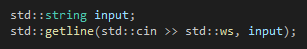 std::string input;
std::getline(std::cin >> std::ws, input);